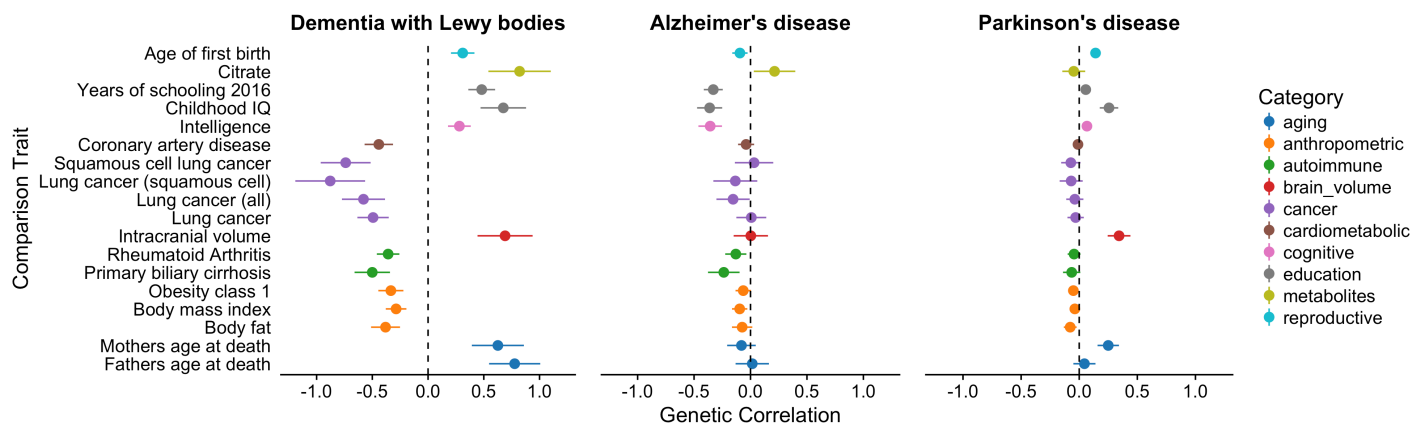 Dementia with Lewy bodies
Alzheimer's disease
Parkinson's disease
Comparison Trait
Age of first birth
Citrate
Years of schooling 2016
Childhood IQ
Intelligence
Coronary artery disease
Squamous cell lung cancer
Lung cancer (squamous cell)
Lung cancer (all)
Lung cancer
Intracranial volume
Rheumatoid Arthritis
Primary biliary cirrhosis
Obesity class 1
Body mass index
Body fat
Mothers age at death
Fathers age at death
-1.0 -0.5 0.0 0.5 1.0
-1.0 -0.5 0.0 0.5 1.0
-1.0 -0.5 0.0 0.5 1.0
Genetic Correlation
Category
aging
anthropometric
autoimmune
brain_volume
cancer
cardiometabolic
cognitive
education
metabolites
reproductive